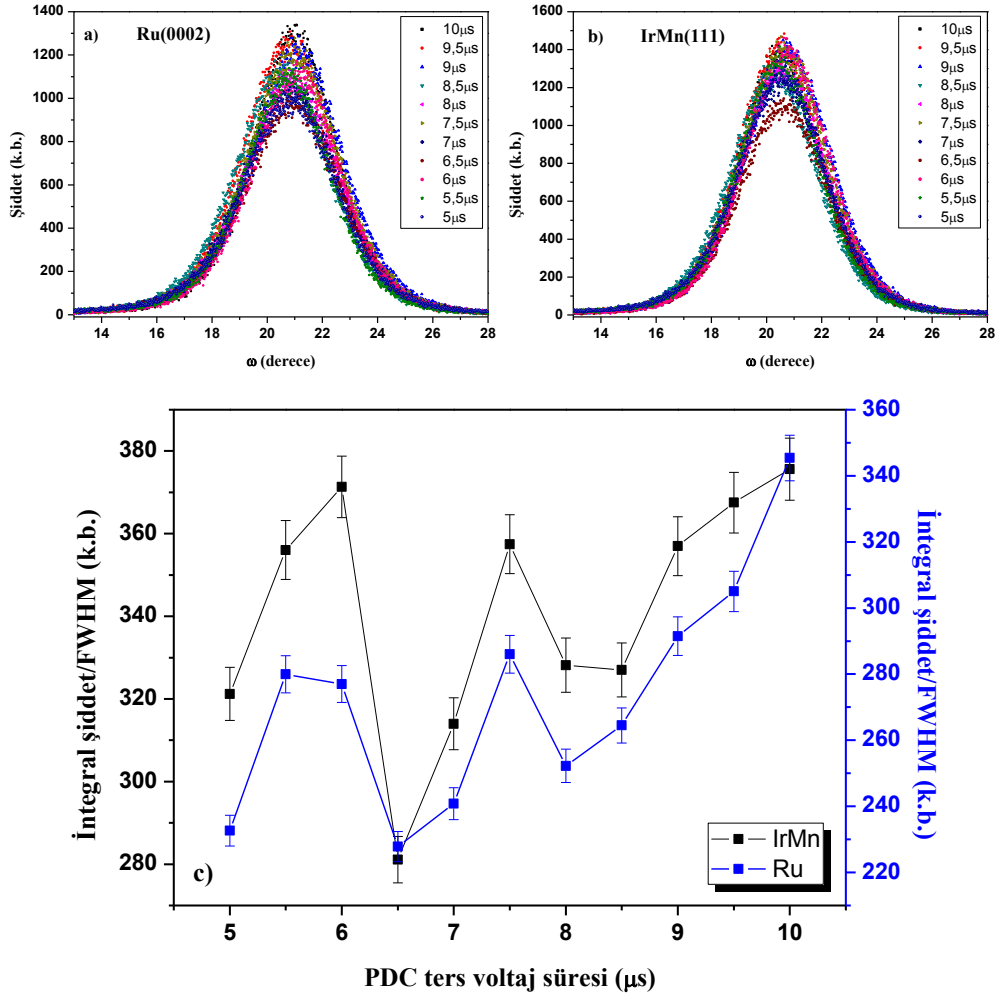 a) Ru(0002)
Şiddet (k.b.)
1400
1200
1000
800
600
400
200
0
14 16 18 20 22 24 26 28
ω (derece)
10µs
9,5µs
9µs
8,5µs
8µs
7,5µs
7µs
6,5µs
6µs
5,5µs
5µs
b) IrMn(111)
Şiddet (k.b.)
1600
1400
1200
1000
800
600
400
200
0
14 16 18 20 22 24 26 28
ω (derece)
10µs
9,5µs
9µs
8,5µs
8µs
7,5µs
7µs
6,5µs
6µs
5,5µs
5µs
c)
İntegral şiddet/FWHM (k.b.)
380
360
340
320
300
280
5 6 7 8 9 10
PDC ters voltaj süresi (µs)
360
340
320
300
280
260
240
220
İntegral şiddet/FWHM (k.b.)
IrMn
Ru